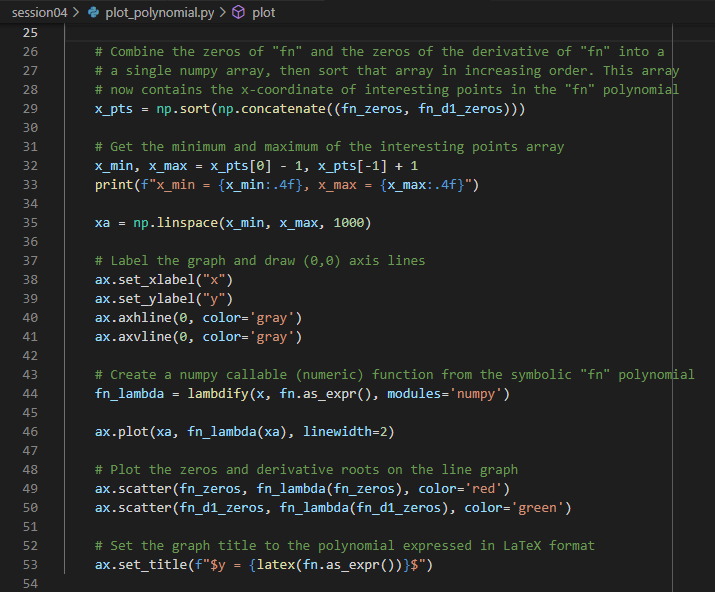 session04 > plot_polynomial.py > plot
25
26 # Combine the zeros of "fn" and the zeros of the derivative of "fn" into a
27 # a single numpy array, then sort that array in increasing order. This array
28 # now contains the x-coordinate of interesting points in the "fn" polynomial
29 x_pts = np.sort(np.concatenate((fn_zeros, fn_d1_zeros)))
30
31 # Get the minimum and maximum of the interesting points array
32 x_min, x_max = x_pts[0] - 1, x_pts[-1] + 1
33 print(f"x_min = {x_min:.4f}, x_max = {x_max:.4f}")
34
35 xa = np.linspace(x_min, x_max, 1000)
36
37 # Label the graph and draw (0,0) axis lines
38 ax.set_xlabel("x")
39 ax.set_ylabel("y")
40 ax.axhline(0, color='gray')
41 ax.axvline(0, color='gray')
42
43 # Create a numpy callable (numeric) function from the symbolic "fn" polynomial
44 fn_lambda = lambdify(x, fn.as_expr(), modules='numpy')
45
46 ax.plot(xa, fn_lambda(xa), linewidth=2)
47
48 # Plot the zeros and derivative roots on the line graph
49 ax.scatter(fn_zeros, fn_lambda(fn_zeros), color='red')
50 ax.scatter(fn_d1_zeros, fn_lambda(fn_d1_zeros), color='green')
51
52 # Set the graph title to the polynomial expressed in LaTeX format
53 ax.set_title(f"$y = {latex(fn.as_expr())}$")
54